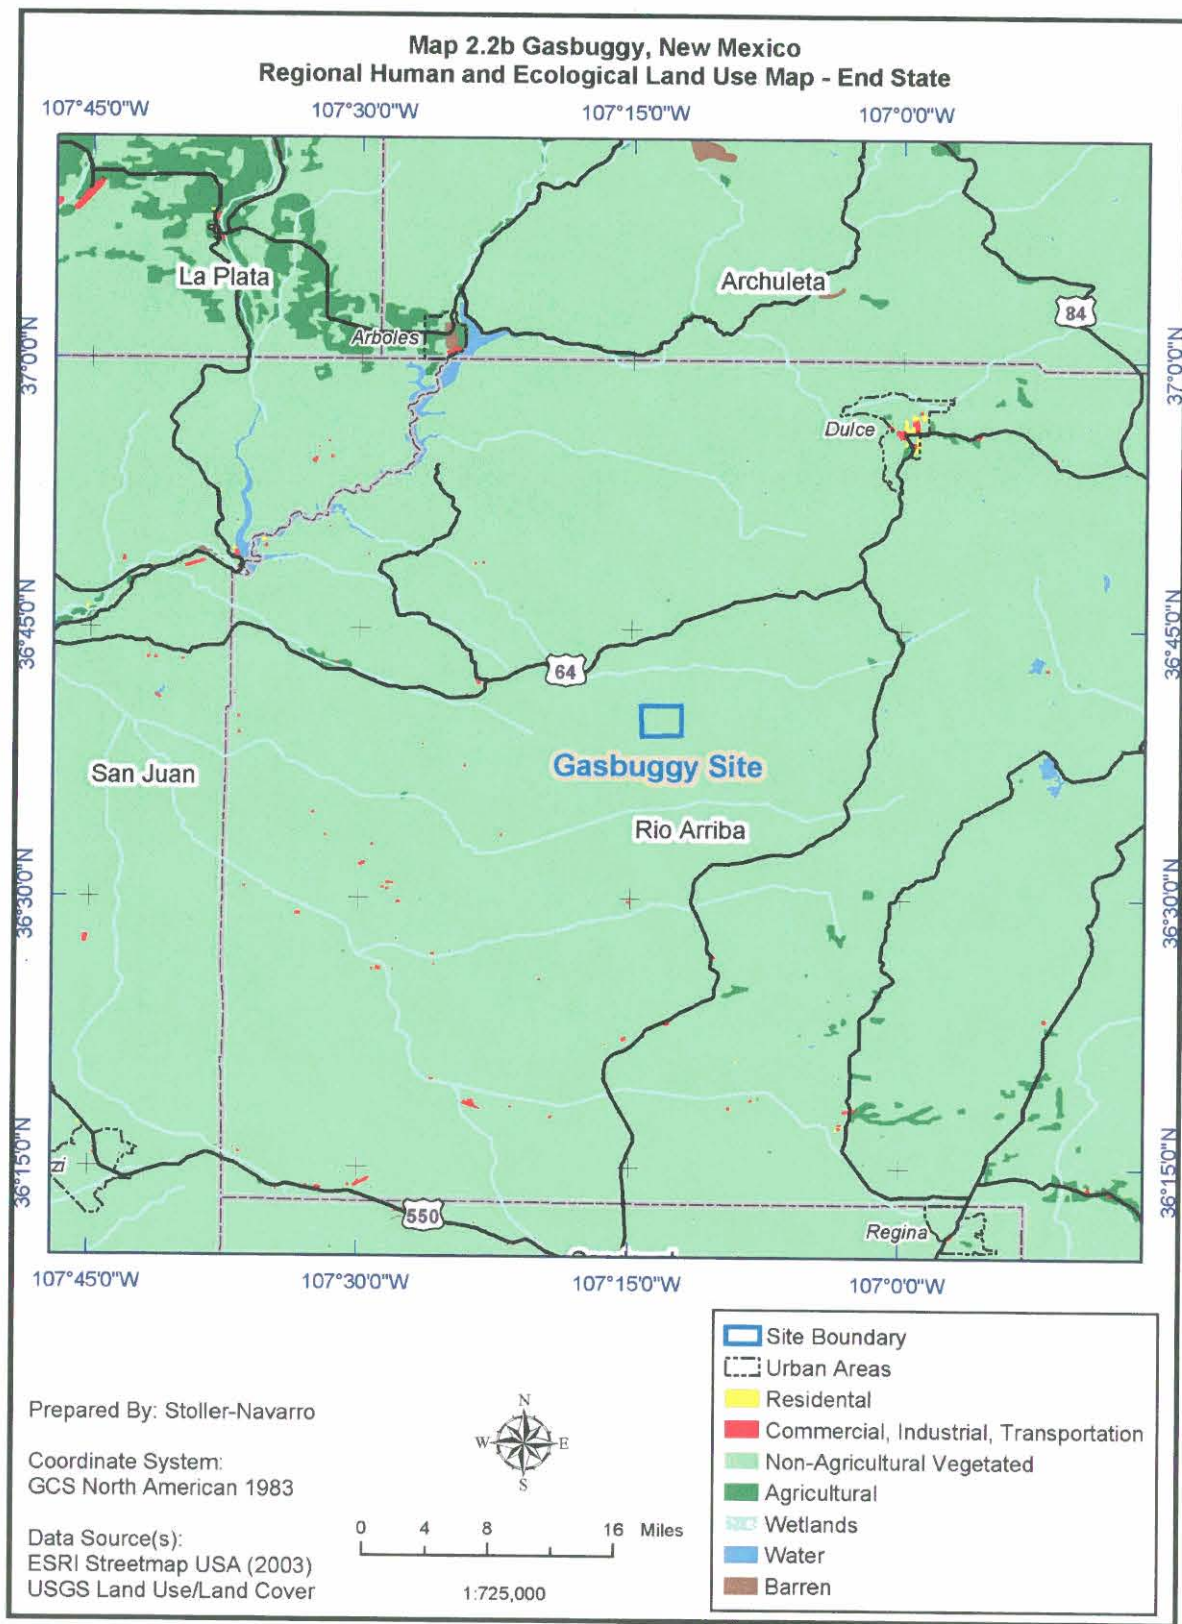 Map 2.2b Gasbuggy, New Mexico
Regional Human and Ecological Land Use Map - End State
107°45'0"W 107°30'0"W 107°15'0"W 107°0'0"W
La Plata
Archuleta
84
Arboles
37°0'0"N
37°0'0"N
Dulce
36°45'0"N
36°45'0"N
64
Gasbuggy Site
San Juan
Rio Arriba
36°30'0"N
36°30'0"N
36°15'0"N
36°15'0"N
zi
550
Regina
107°45'0"W 107°30'0"W 107°15'0"W 107°0'0"W
Prepared By: Stoller-Navarro
Coordinate System:
GCS North American 1983
Data Source(s):
ESRI Streetmap USA (2003)
USGS Land Use/Land Cover
N
W E
S
0 4 8 16 Miles
1:725,000
Site Boundary
Urban Areas
Residental
Commercial, Industrial, Transportation
Non-Agricultural Vegetated
Agricultural
Wetlands
Water
Barren